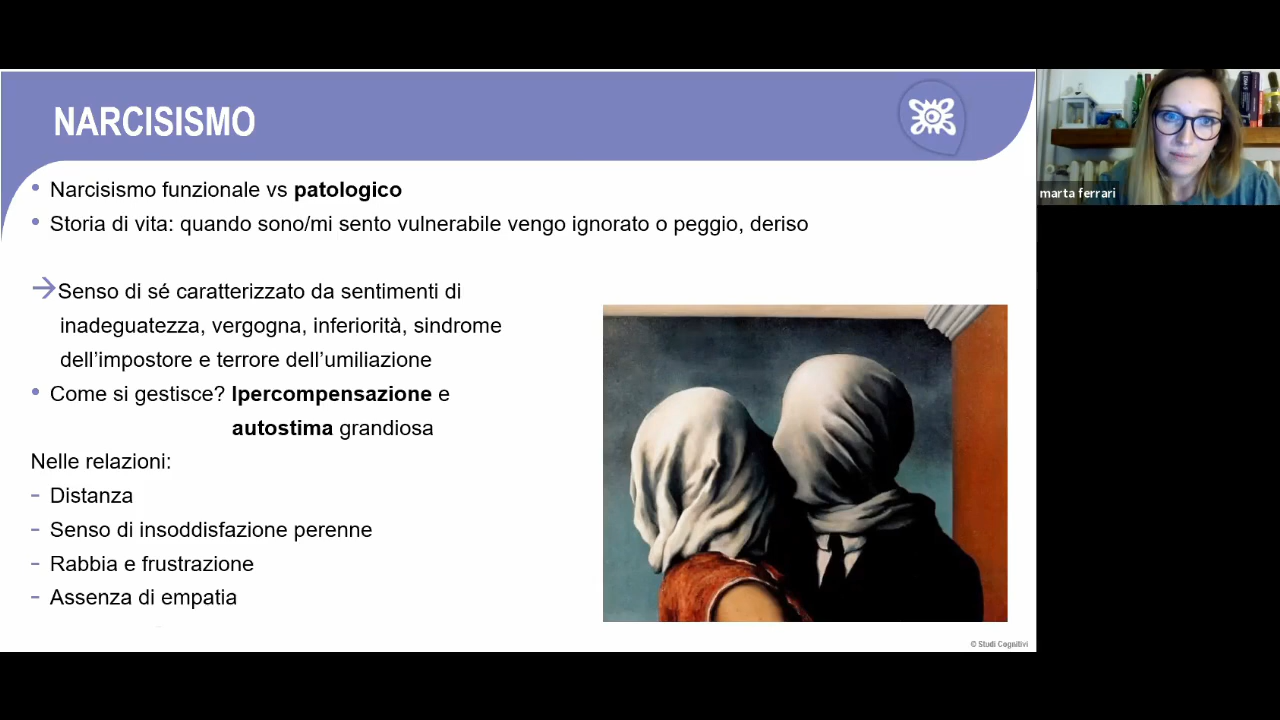 NARCISISMO
• Narcisismo funzionale vs patologico
• Storia di vita: quando sono/mi sento vulnerabile vengo ignorato o peggio, deriso
→Senso di sé caratterizzato da sentimenti di
inadeguatezza, vergogna, inferiorità, sindrome
dell’impostore e terrore dell’umiliazione
• Come si gestisce? Ipercompensazione e
autostima grandiosa
Nelle relazioni:
- Distanza
- Senso di insoddisfazione perenne
- Rabbia e frustrazione
- Assenza di empatia
© Studi Cognitivi
marta ferrari